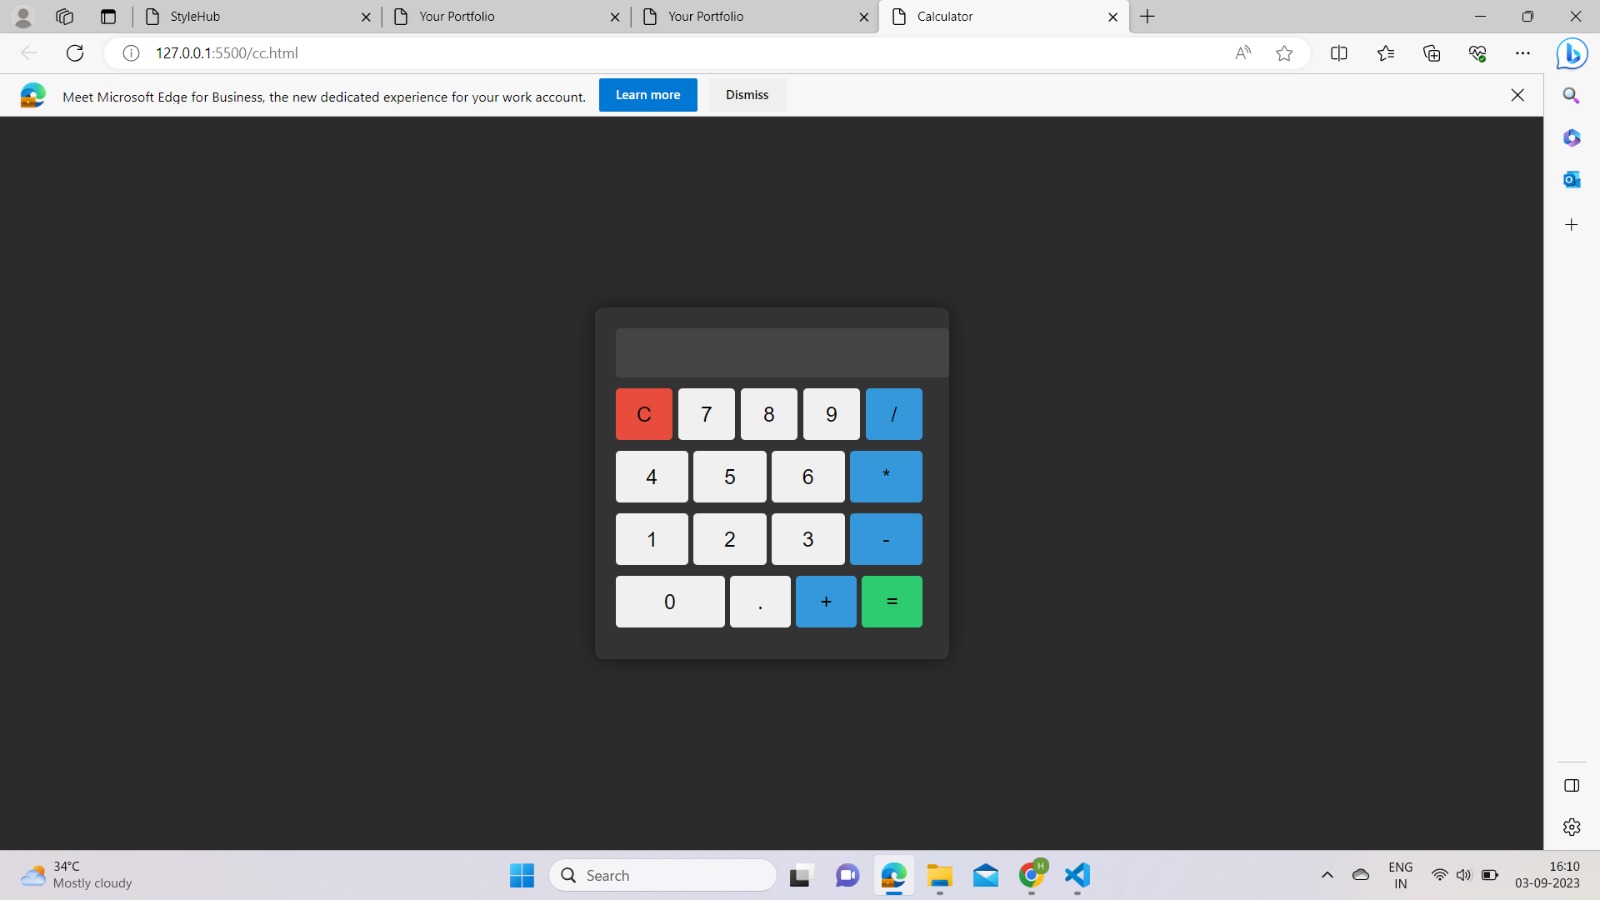 StyleHub
Your Portfolio
Your Portfolio
Calculator
127.0.0.1:5500/cc.html
Meet Microsoft Edge for Business, the new dedicated experience for your work account.
Learn more
Dismiss
C 7 8 9 /
4 5 6 *
1 2 3 -
0 . + =
34°C
Mostly cloudy
Search
H
ENG
IN
16:10
03-09-2023